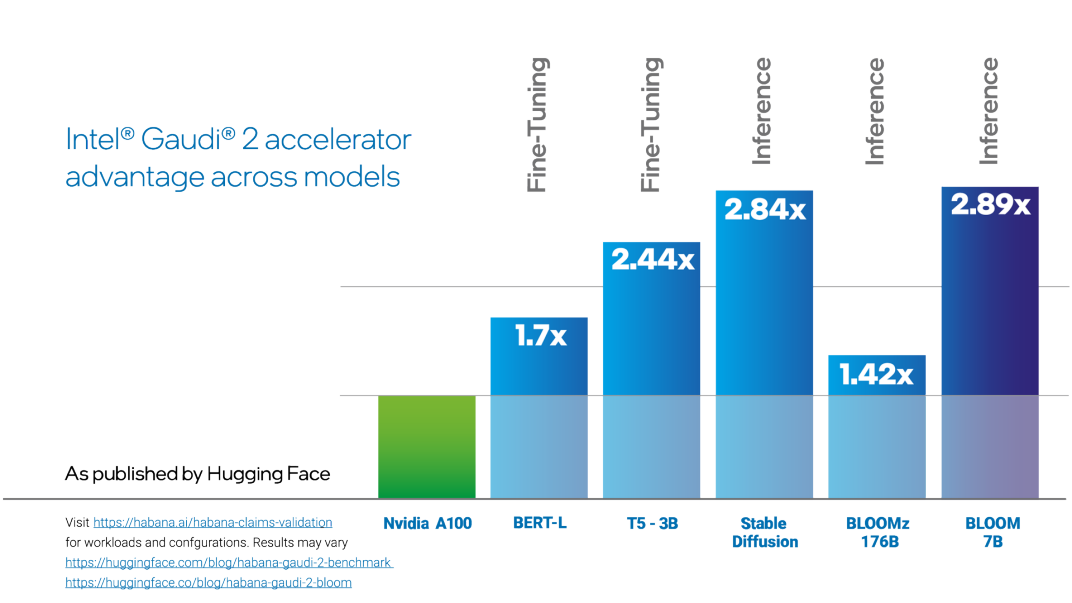 Fine-Tuning
Fine-Tuning
Inference
Inference
Inference
Intel® Gaudi® 2 accelerator
advantage across models
1.7x
2.44x
2.84x
1.42x
2.89x
As published by Hugging Face
Nvidia A100
BERT-L
T5 - 3B
Stable
Diffusion
BLOOMz
176B
BLOOM
7B
Visit https://habana.ai/habana-claims-validation
for workloads and confgurations. Results may vary
https://huggingface.com/blog/habana-gaudi-2-benchmark
https://huggingface.co/blog/habana-gaudi-2-bloom